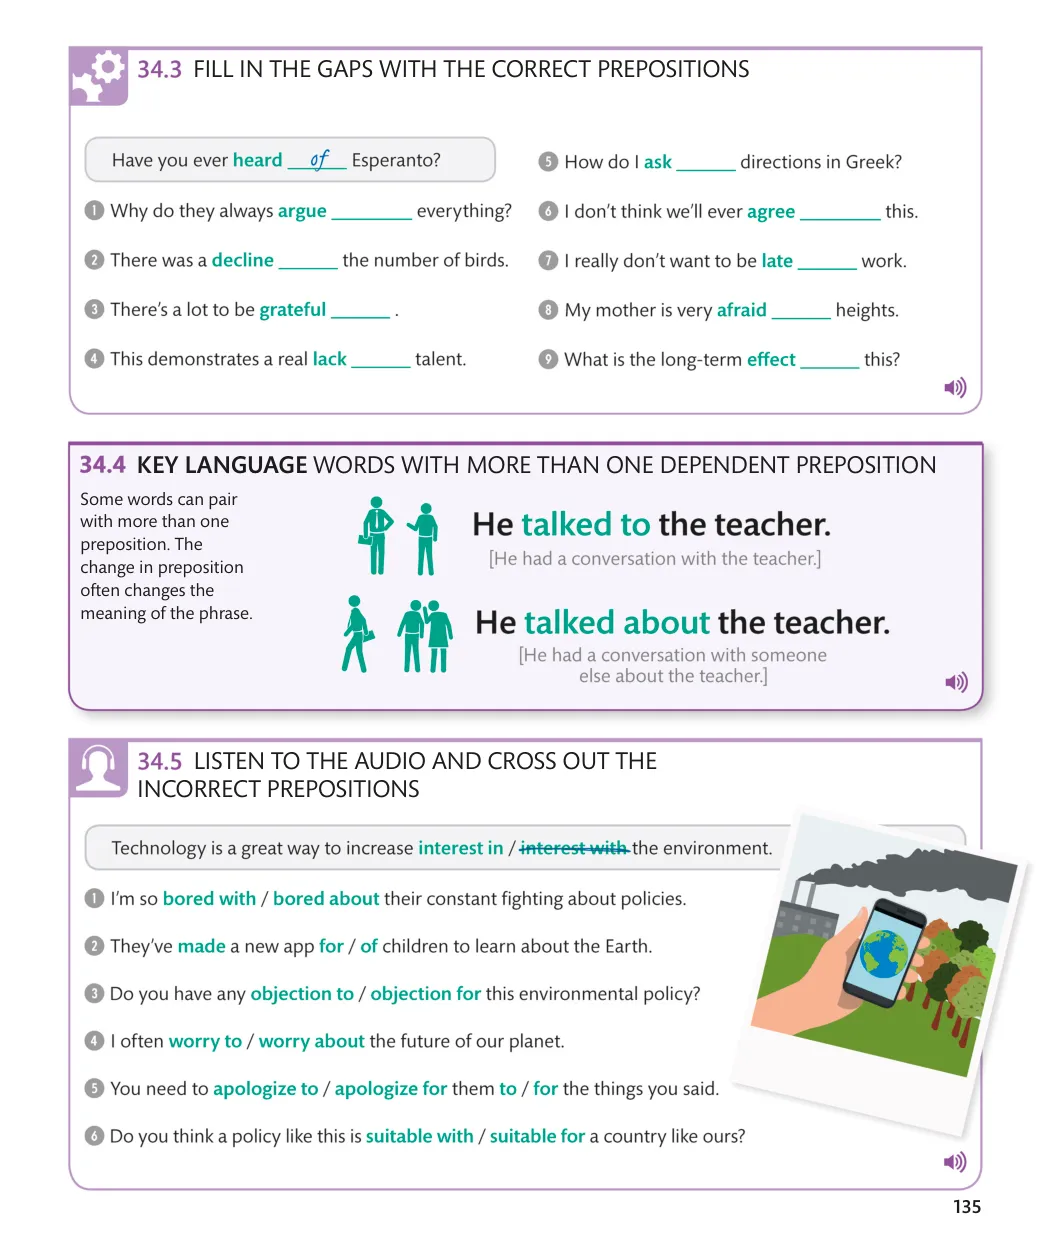 34.3 FILL IN THE GAPS WITH THE CORRECT PREPOSITIONS
Have you ever heard of Esperanto?
1 Why do they always argue ________ everything?
2 There was a decline ______ the number of birds.
3 There’s a lot to be grateful ______ .
4 This demonstrates a real lack ______ talent.
5 How do I ask ______ directions in Greek?
6 I don’t think we’ll ever agree ________ this.
7 I really don’t want to be late ______ work.
8 My mother is very afraid ______ heights.
9 What is the long-term effect ______ this?
34.4 KEY LANGUAGE WORDS WITH MORE THAN ONE DEPENDENT PREPOSITION
Some words can pair
with more than one
preposition. The
change in preposition
often changes the
meaning of the phrase.
He talked to the teacher.
[He had a conversation with the teacher.]
He talked about the teacher.
[He had a conversation with someone
else about the teacher.]
34.5 LISTEN TO THE AUDIO AND CROSS OUT THE
INCORRECT PREPOSITIONS
Technology is a great way to increase interest in / interest with the environment.
1 I’m so bored with / bored about their constant fighting about policies.
2 They’ve made a new app for / of children to learn about the Earth.
3 Do you have any objection to / objection for this environmental policy?
4 I often worry to / worry about the future of our planet.
5 You need to apologize to / apologize for them to / for the things you said.
6 Do you think a policy like this is suitable with / suitable for a country like ours?
135